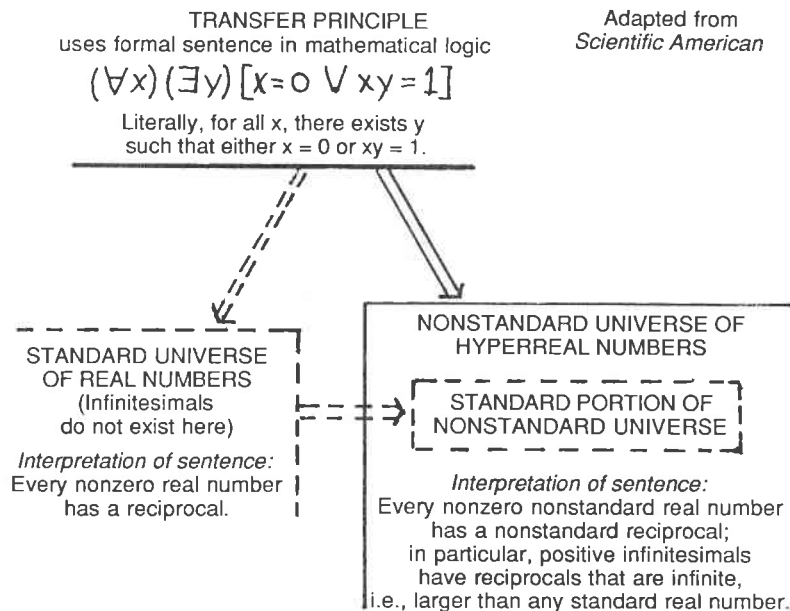 TRANSFER PRINCIPLE
uses formal sentence in mathematical logic
(∀x)(∃y)[x=0 ∨ xy=1]
Literally, for all x, there exists y
such that either x = 0 or xy = 1.
Adapted from
Scientific American
STANDARD UNIVERSE
OF REAL NUMBERS
(Infinitesimals
do not exist here)
Interpretation of sentence:
Every nonzero real number
has a reciprocal.
NONSTANDARD UNIVERSE OF
HYPERREAL NUMBERS
STANDARD PORTION OF
NONSTANDARD UNIVERSE
Interpretation of sentence:
Every nonzero nonstandard real number
has a nonstandard reciprocal;
in particular, positive infinitesimals
have reciprocals that are infinite,
i.e., larger than any standard real number.